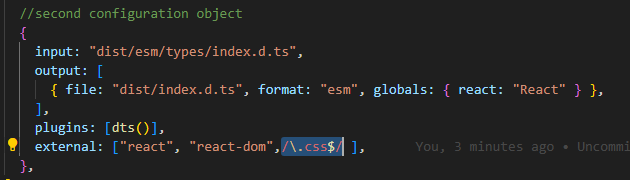 //second configuration object
{
input: "dist/esm/types/index.d.ts",
output: [
{ file: "dist/index.d.ts", format: "esm", globals: { react: "React" } },
],
plugins: [dts()],
external: ["react", "react-dom",/\.css$/ ], You, 3 minutes ago • Uncommi
},